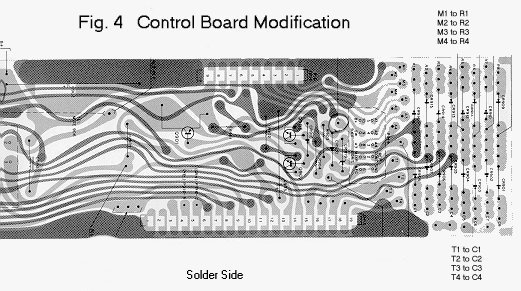 Fig. 4 Control Board Modification
M1 to R1
M2 to R2
M3 to R3
M4 to R4
T1 to C1
T2 to C2
T3 to C3
T4 to C4
Solder Side